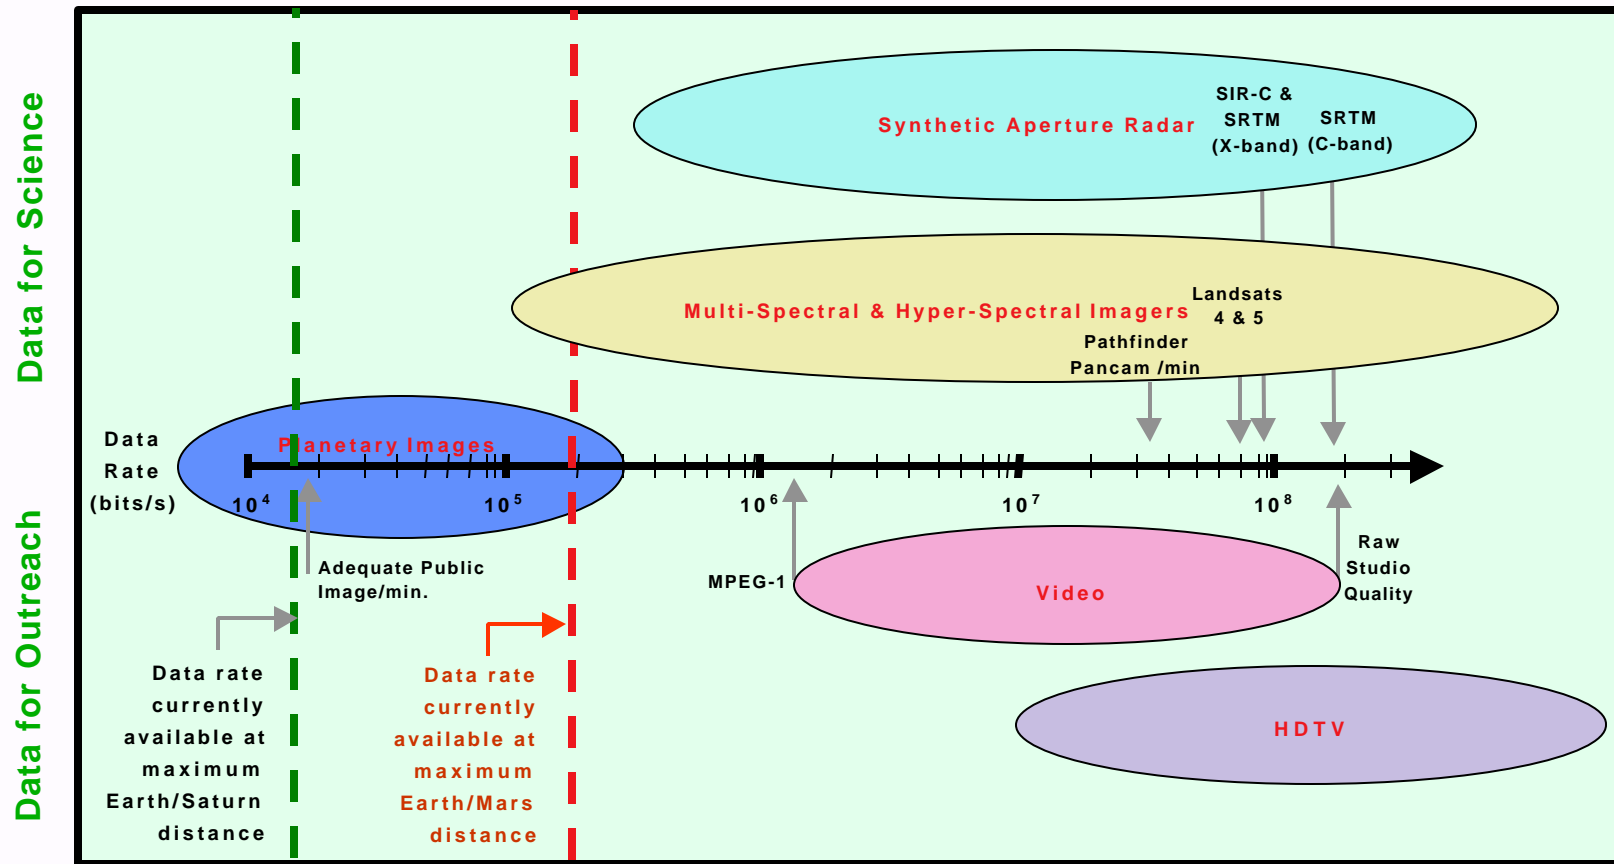 Data for Science
Data for Outreach
Synthetic Aperture Radar
SIR-C &
SRTM
(X-band)
SRTM
(C-band)
Multi-Spectral & Hyper-Spectral Imagers
Landsats
4 & 5
Pathfinder
Pancam /min
Planetary Images
Data
Rate
(bits/s)
10⁴
10⁵
10⁶
10⁷
10⁸
Adequate Public
Image/min.
MPEG-1
Video
Raw
Studio
Quality
HDTV
Data rate
currently
available at
maximum
Earth/Saturn
distance
Data rate
currently
available at
maximum
Earth/Mars
distance